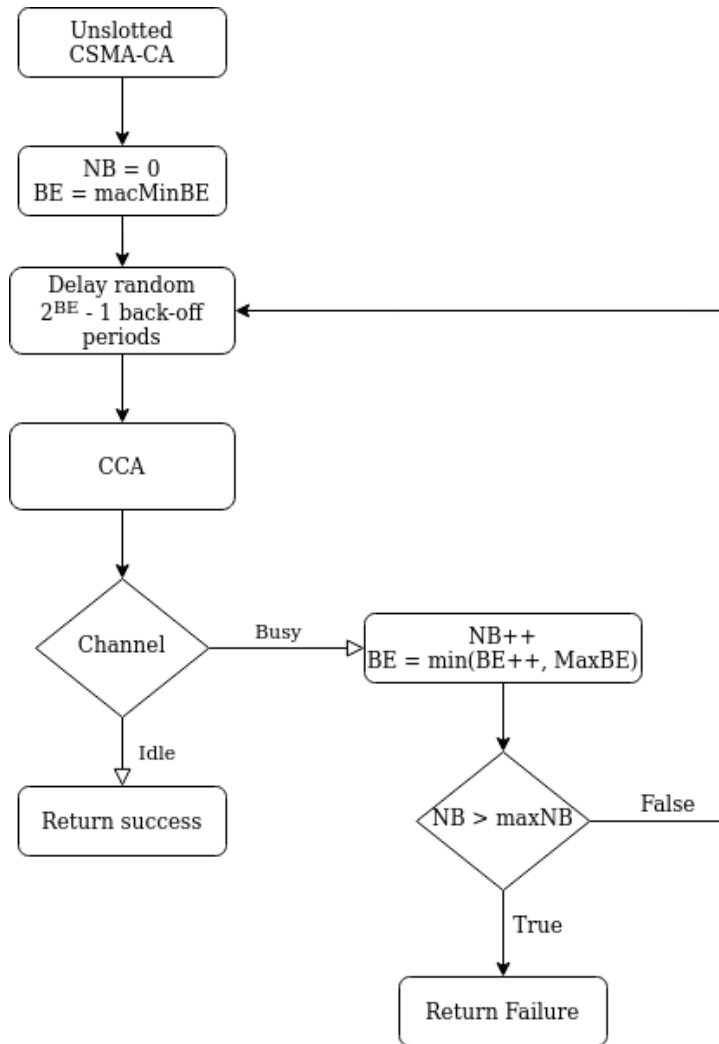 Unslotted
CSMA-CA
NB = 0
BE = macMinBE
Delay random
2^BE - 1 back-off
periods
CCA
Channel
Busy
NB++
BE = min(BE++, MaxBE)
Idle
Return success
NB > maxNB
False
True
Return Failure